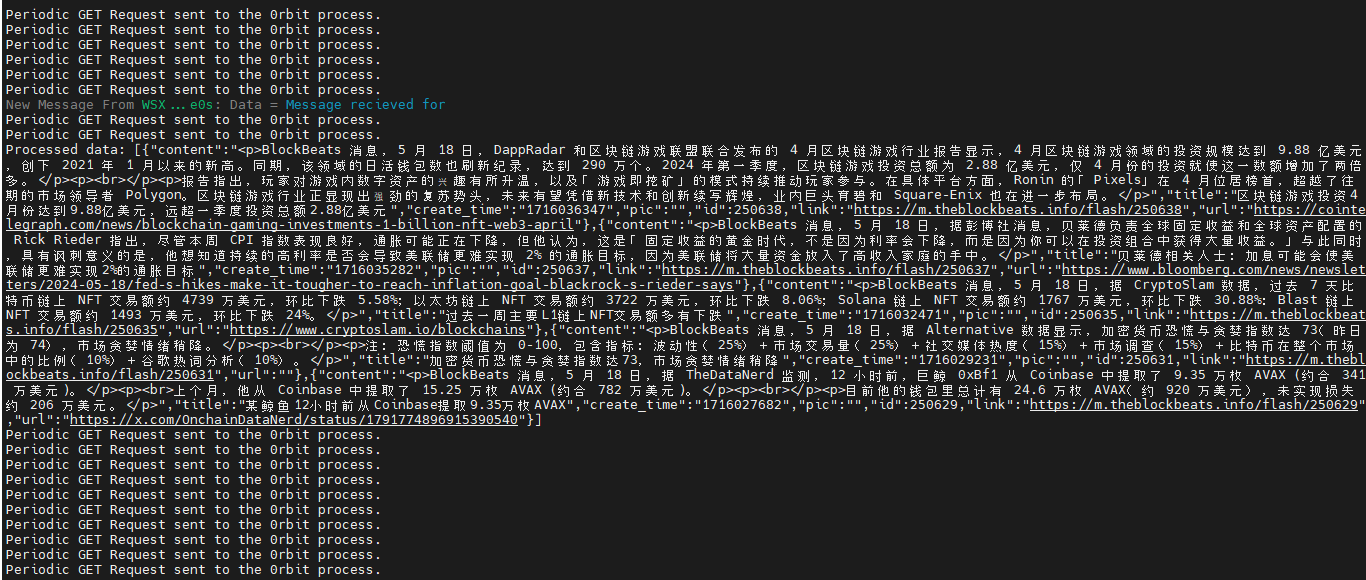 Periodic GET Request sent to the 0rbit process.
Periodic GET Request sent to the 0rbit process.
Periodic GET Request sent to the 0rbit process.
Periodic GET Request sent to the 0rbit process.
Periodic GET Request sent to the 0rbit process.
Periodic GET Request sent to the 0rbit process.
New Message From WSX...e0s: Data = Message recieved for
Periodic GET Request sent to the 0rbit process.
Periodic GET Request sent to the 0rbit process.
Processed data: [{"content":"<p>BlockBeats 消息，5 月 18 日，DappRadar 和区块链游戏联盟联合发布的 4月区块链游戏行业报告显示，4 月区块链游戏领域的投资规模达到 9.88 亿美元
，创下 2021 年 1 月以来的新高。同期，该领域的日活钱包数也刷新纪录，达到 290 万个。2024 年第一季度，区块链游戏投资总额为 2.88 亿美元，仅 4 月份的投资就使这一数额增加了两倍
多。</p><p><br></p><p>报告指出，玩家对游戏内数字资产的兴趣有所升温，以及「游戏即挖矿」的模式持续推动玩家参与。在具体平台方面，Ronin 的「 Pixels」在 4 月位居榜首，超越了往
期的市场领导者 Polygon。区块链游戏行业正显现出强劲的复苏势头，未来有望凭借新技术和创新续写辉煌，业内巨头育碧和 Square-Enix 也在进一步布局。</p>","title":"区块链游戏投资4
月份达到9.88亿美元，远超一季度投资总额2.88亿美元","create_time":"1716036347","pic":"","id":250638,"link":"https://m.theblockbeats.info/flash/250638","url":"https://cointe
legraph.com/news/blockchain-gaming-investments-1-billion-nft-web3-april"},{"content":"<p>BlockBeats 消息，5 月 18 日，据彭博社消息，贝莱德负责全球固定收益和全球资产配置的
Rick Rieder 指出，尽管本周 CPI 指数表现良好，通胀可能正在下降，但他认为，这是「固定收益的黄金时代，不是因为利率会下降，而是因为你可以在投资组合中获得大量收益。」与此同时
，具有讽刺意义的是，他想知道持续的高利率是否会导致美联储更难实现 2% 的通胀目标，因为美联储将大量资金放入了高收入家庭的手中。</p>","title":"贝莱德相关人士：加息可能会使美
联储更难实现2%的通胀目标","create_time":"1716035282","pic":"","id":250637,"link":"https://m.theblockbeats.info/flash/250637","url":"https://www.bloomberg.com/news/newslet
ters/2024-05-18/fed-s-hikes-make-it-tougher-to-reach-inflation-goal-blackrock-s-rieder-says"},{"content":"<p>BlockBeats 消息，5 月 18 日，据 CryptoSlam 数据，过去 7 天比
特币链上 NFT 交易额约 4739 万美元，环比下跌 5.58%；以太坊链上 NFT 交易额约 3722 万美元，环比下跌 8.06%；Solana 链上 NFT 交易额约 1767 万美元，环比下跌 30.88%；Blast 链上
NFT 交易额约 1493 万美元，环比下跌 24%。</p>","title":"过去一周主要L1链上NFT交易额多有下跌","create_time":"1716032471","pic":"","id":250635,"link":"https://m.theblockbeat
s.info/flash/250635","url":"https://www.cryptoslam.io/blockchains"},{"content":"<p>BlockBeats 消息，5 月 18 日，据 Alternative 数据显示，加密货币恐慌与贪婪指数达 73（昨日
为 74），市场贪婪情绪稍降。</p><p><br></p><p>注：恐慌指数阈值为 0-100，包含指标：波动性（25%）+市场交易量（25%）+社交媒体热度（15%）+市场调查（15%）+比特币在整个市场
中的比例（10%）+谷歌热词分析（10%）。</p>","title":"加密货币恐慌与贪婪指数达73，市场贪婪情绪稍降","create_time":"1716029231","pic":"","id":250631,"link":"https://m.thebl
ockbeats.info/flash/250631","url":""},{"content":"<p>BlockBeats 消息，5 月 18 日，据 TheDataNerd 监测，12 小时前，巨鲸 0xBf1 从 Coinbase 中提取了 9.35 万枚 AVAX（约合 341
万美元）。</p><p><br>上个月，他从 Coinbase 中提取了 15.25 万枚 AVAX（约合 782 万美元）。</p><p><br></p><p>目前他的钱包里总计有 24.6 万枚 AVAX（约 920 万美元），未实现损失
约 206 万美元。</p>","title":"某鲸鱼12小时前从Coinbase提取9.35万枚AVAX","create_time":"1716027682","pic":"","id":250629,"link":"https://m.theblockbeats.info/flash/250629"
,"url":"https://x.com/OnchainDataNerd/status/1791774896915390540"}]
Periodic GET Request sent to the 0rbit process.
Periodic GET Request sent to the 0rbit process.
Periodic GET Request sent to the 0rbit process.
Periodic GET Request sent to the 0rbit process.
Periodic GET Request sent to the 0rbit process.
Periodic GET Request sent to the 0rbit process.
Periodic GET Request sent to the 0rbit process.
Periodic GET Request sent to the 0rbit process.
Periodic GET Request sent to the 0rbit process.
Periodic GET Request sent to the 0rbit process.